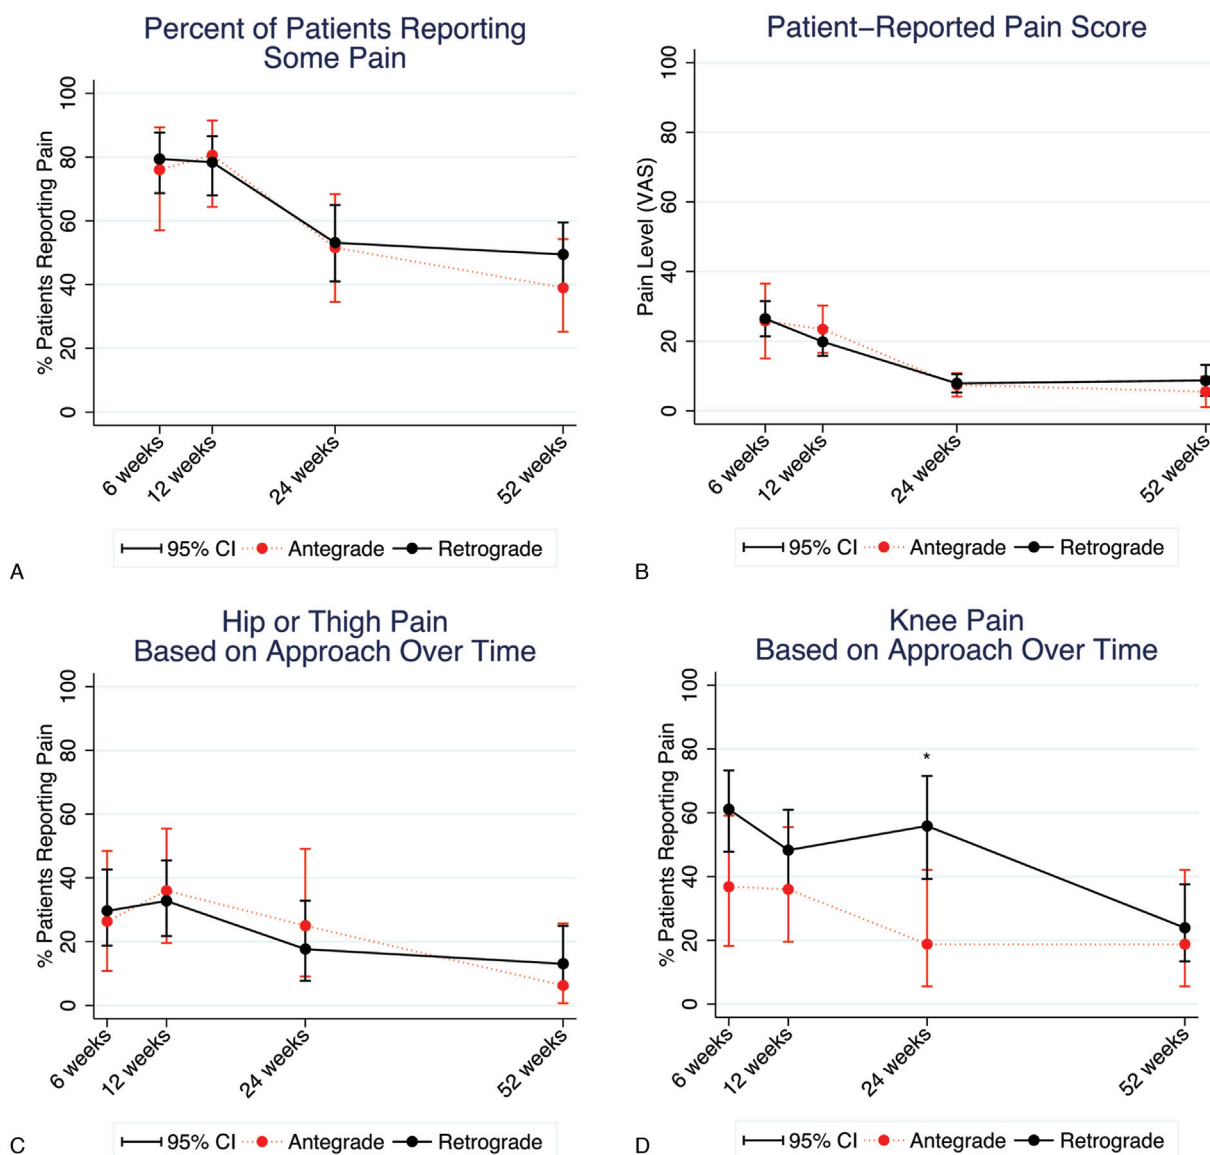 Percent of Patients Reporting
Some Pain
% Patients Reporting Pain
100
80
60
40
20
0
6 weeks
12 weeks
24 weeks
52 weeks
95% CI Antegrade Retrograde
A
Patient–Reported Pain Score
Pain Level (VAS)
100
80
60
40
20
0
6 weeks
12 weeks
24 weeks
52 weeks
95% CI Antegrade Retrograde
B
Hip or Thigh Pain
Based on Approach Over Time
% Patients Reporting Pain
100
80
60
40
20
0
6 weeks
12 weeks
24 weeks
52 weeks
95% CI Antegrade Retrograde
C
Knee Pain
Based on Approach Over Time
% Patients Reporting Pain
100
80
60
40
20
0
*
6 weeks
12 weeks
24 weeks
52 weeks
95% CI Antegrade Retrograde
D